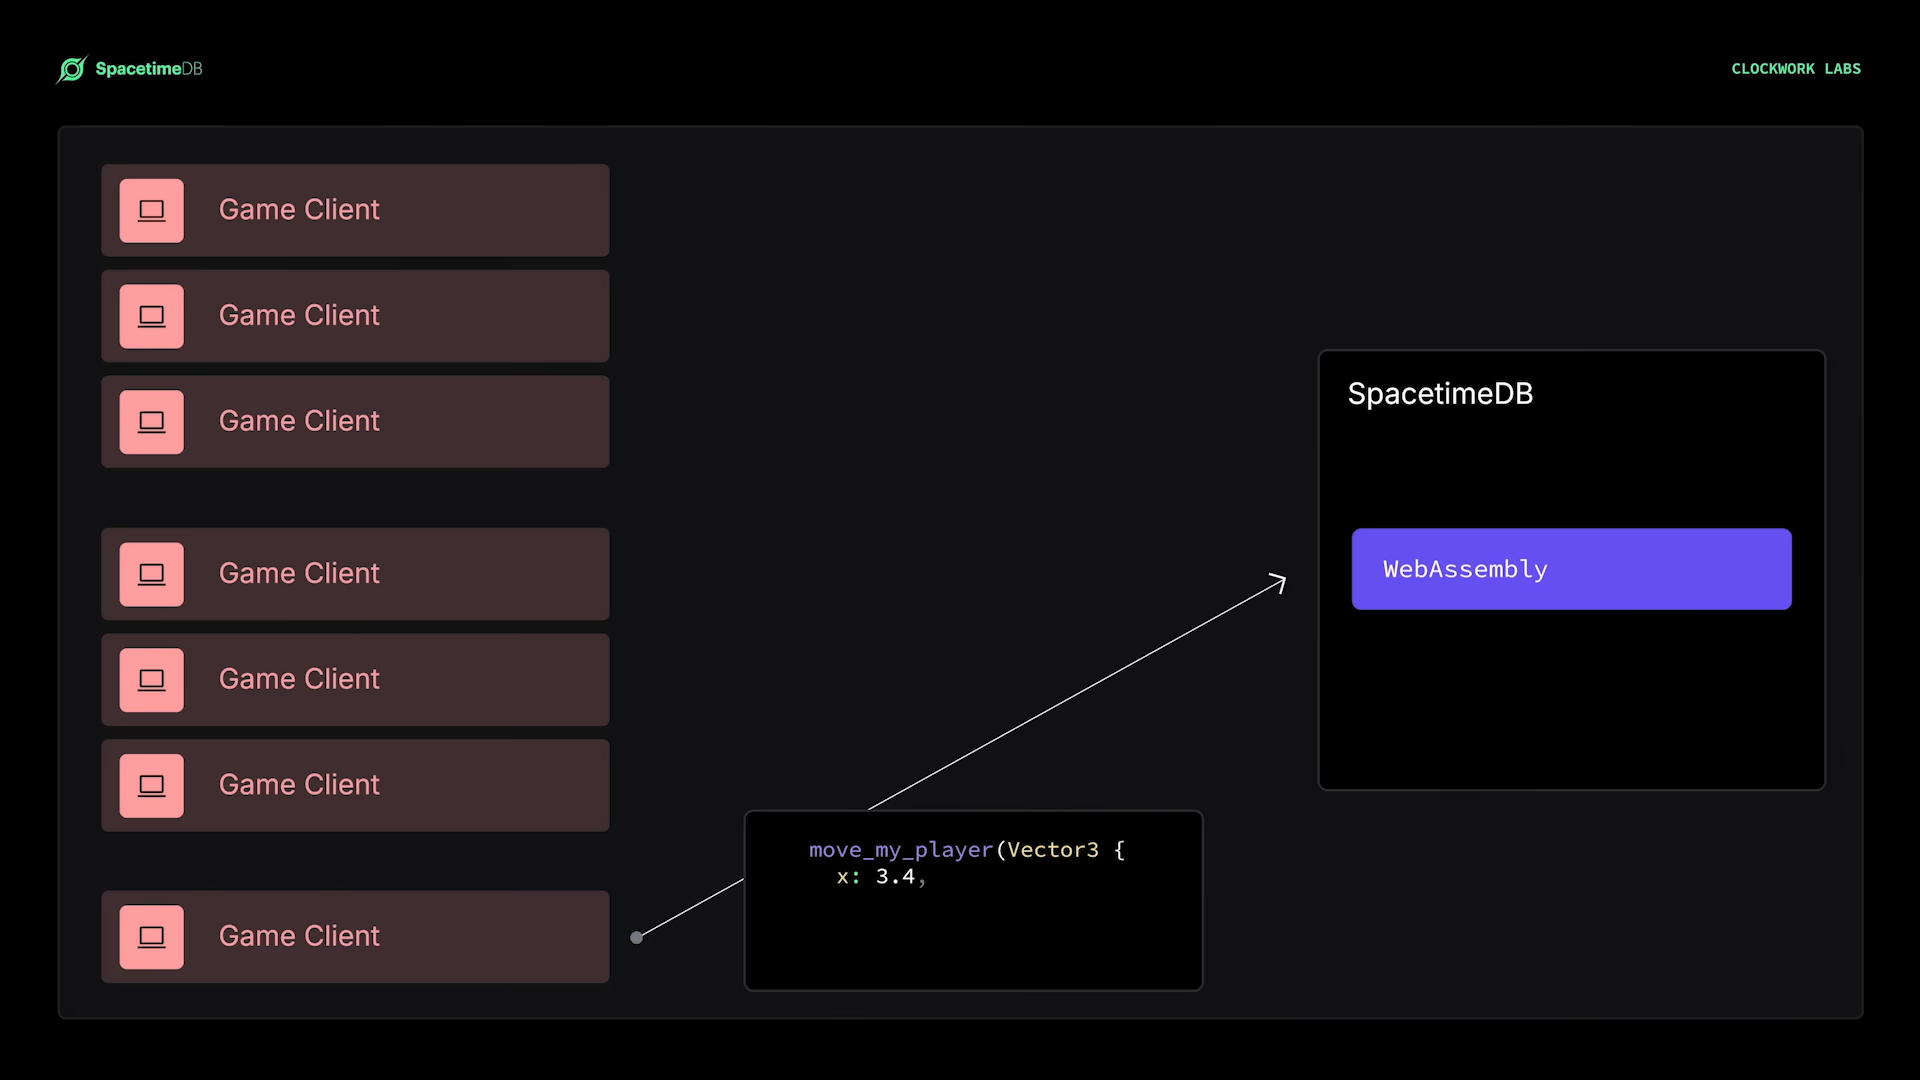 SpacetimeDB
CLOCKWORK LABS
Game Client
Game Client
Game Client
Game Client
Game Client
Game Client
Game Client
SpacetimeDB
WebAssembly
move_my_player(Vector3 {
x: 3.4,